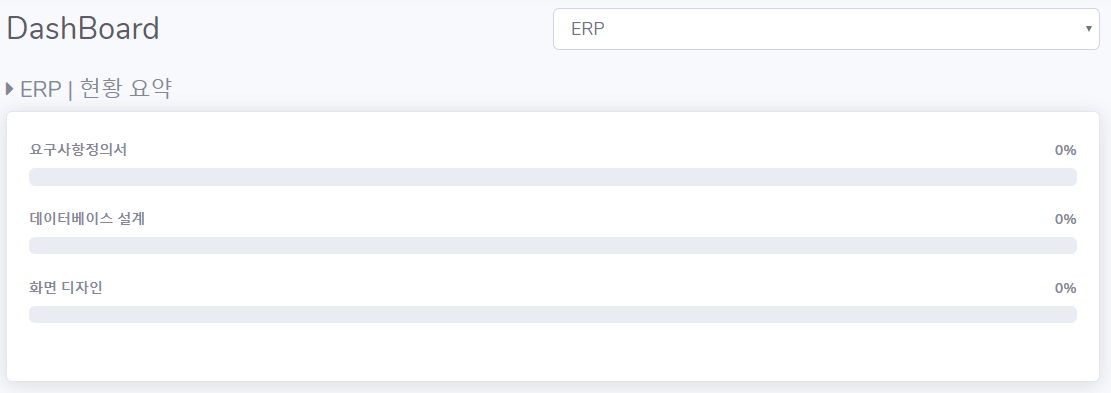 DashBoard
ERP
ERP | 현황 요약
요구사항정의서 0%
데이터베이스 설계 0%
화면 디자인 0%